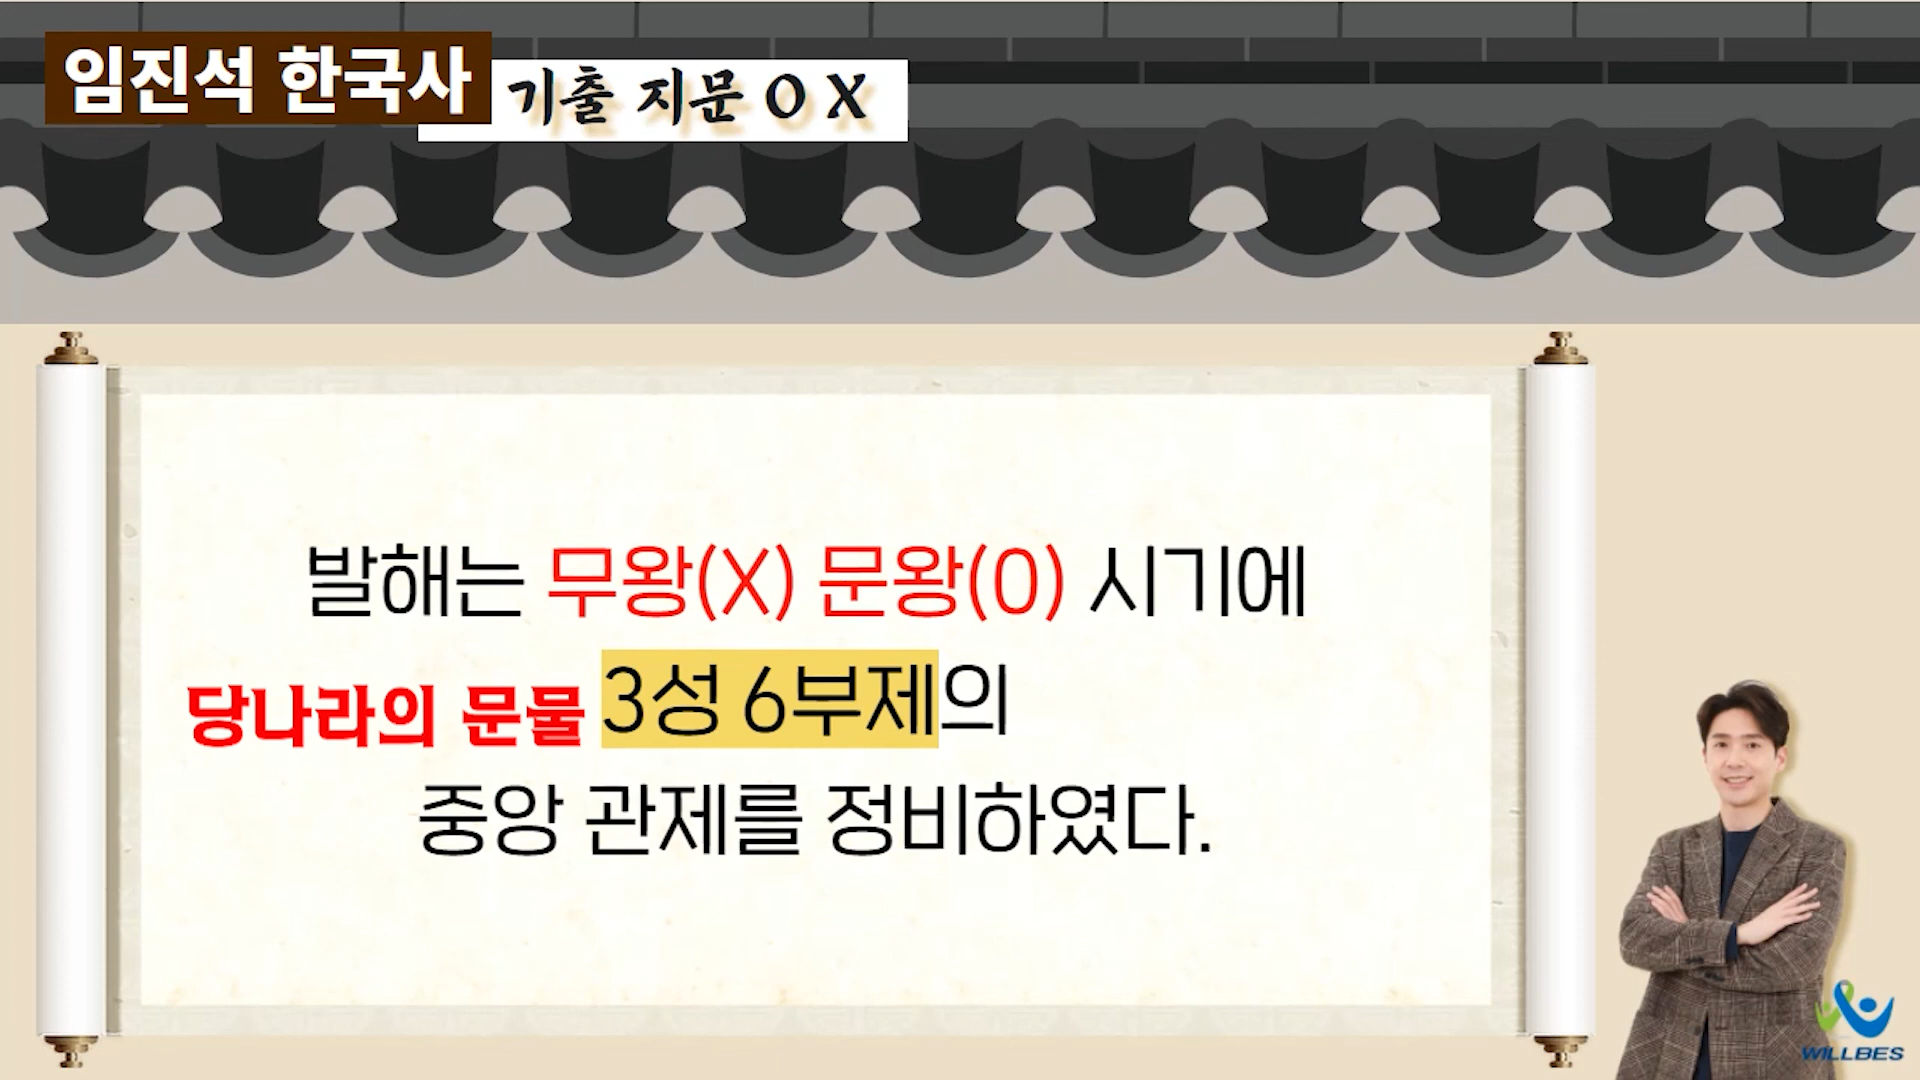 임진석 한국사
기출 지문 O X
발해는 무왕(X) 문왕(O) 시기에
당나라의 문물 3성 6부제의
중앙 관제를 정비하였다.
WILLBES